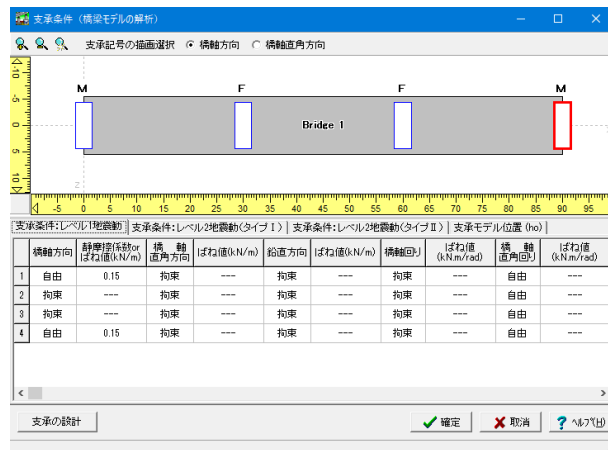 支承条件（橋梁モデルの解析）
支承記号の描画選択 橋軸方向 橋軸直角方向
-10
-5
0
5
10
M F F M
Bridge 1
z
-5 0 5 10 15 20 25 30 35 40 45 50 55 60 65 70 75 80 85 90 95
支承条件:レベル1地震動 支承条件:レベル2地震動(タイプⅠ) 支承条件:レベル2地震動(タイプⅡ) 支承モデル位置 (ho)
橋軸方向 静摩擦係数or ばね値(kN/m) 橋 軸 直角方向 ばね値(kN/m) 鉛直方向 ばね値(kN/m) 橋軸回り ばね値 (kN.m/rad) 橋 軸 直角回り ばね値 (kN.m/rad)
1 自由 0.15 拘束 --- 拘束 --- 拘束 --- 自由 ---
2 拘束 --- 拘束 --- 拘束 --- 拘束 --- 自由 ---
3 拘束 --- 拘束 --- 拘束 --- 拘束 --- 自由 ---
4 自由 0.15 拘束 --- 拘束 --- 拘束 --- 自由 ---
支承の設計 確定 取消 ? ヘルプ(H)